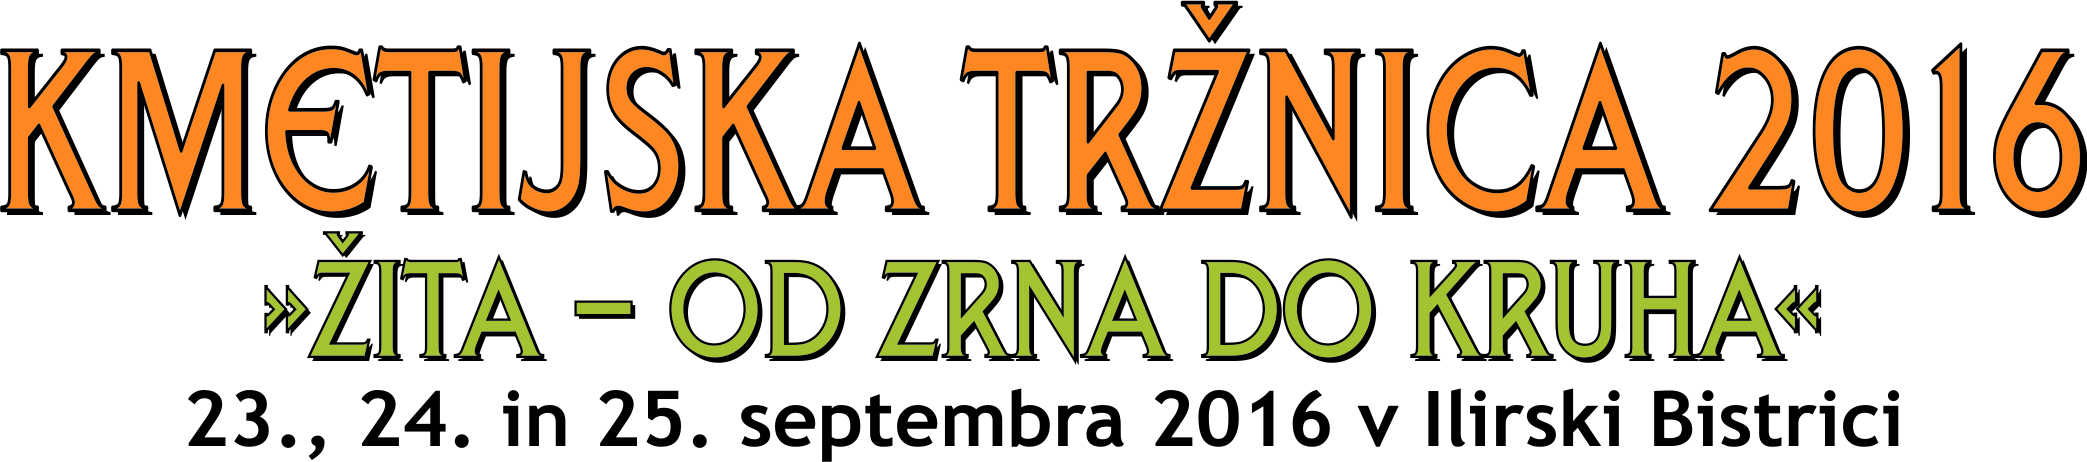 KMETIJSKA TRŽNICA 2016
»ŽITA – OD ZRNA DO KRUHA«
23., 24. in 25. septembra 2016 v Ilirski Bistrici